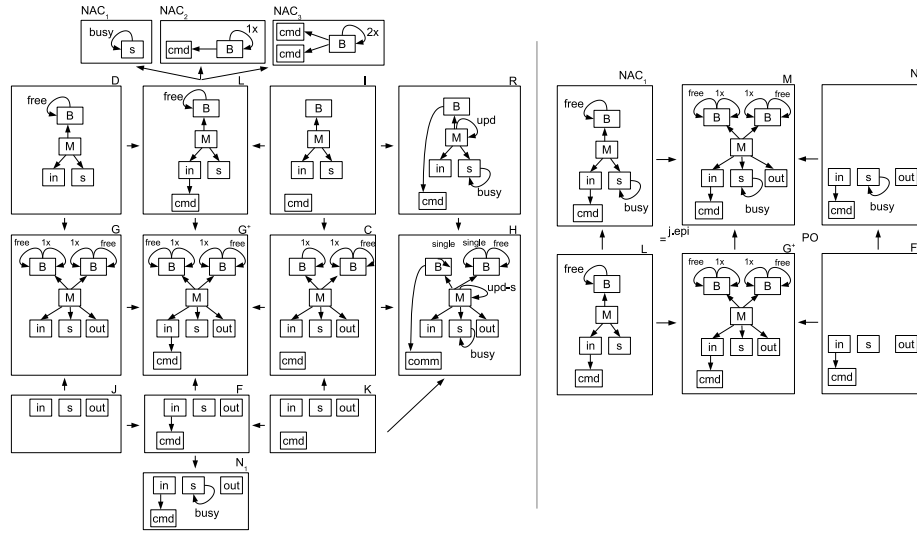 NAC1 NAC2 NAC3
busy s
cmd B 1x
cmd cmd B 2x
D L I R
free B M in s
free B M in s cmd
B M in s cmd
B upd M in s busy cmd
G G+ C H
free 1x 1x free B B M in s out
free 1x 1x free B B M in s out cmd
1x 1x free B B M in s out cmd
single single free B B M upd-s in s out busy comm
J F K
in s out
in s out cmd
in s out cmd
N1
in s out cmd busy
NAC1 M N
free B M in s cmd busy
free 1x 1x free B B M in s out cmd busy
in s out cmd busy
= j.epi PO
L G+ F
free B M in s cmd
free 1x 1x free B B M in s out cmd
in s out cmd